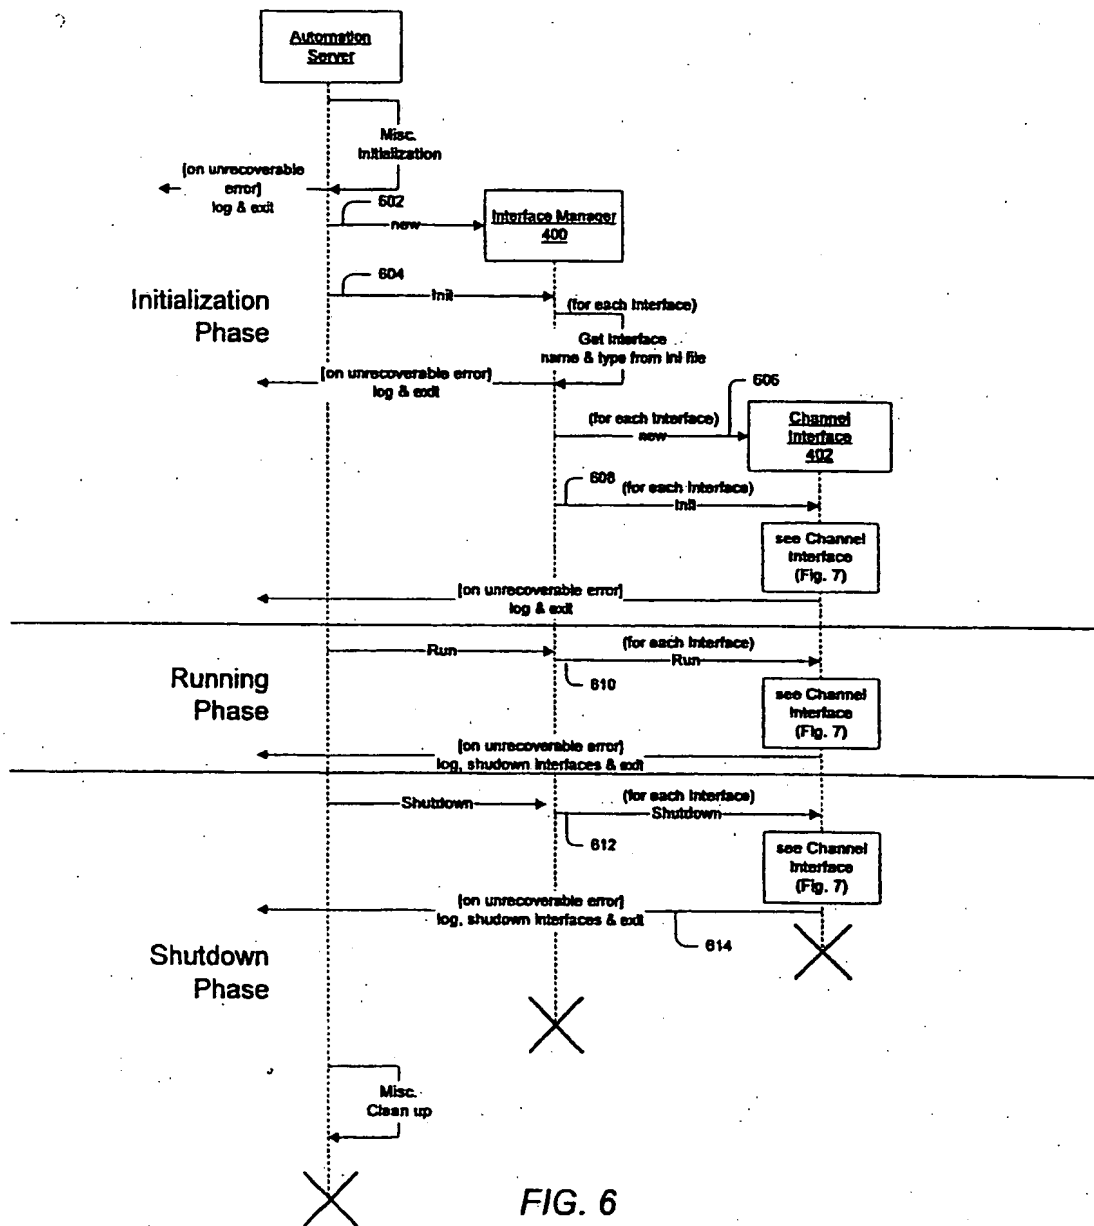 Automation
Server
Misc.
Initialization
[on unrecoverable
error]
log & exit
602
new
Interface Manager
400
604
Init
Initialization
Phase
(for each Interface)
Get Interface
name & type from Ini file
[on unrecoverable error]
log & exit
606
(for each Interface)
new
Channel
Interface
402
608
(for each Interface)
Init
see Channel
Interface
(Fig. 7)
[on unrecoverable error]
log & exit
Run
(for each Interface)
Run
610
Running
Phase
see Channel
Interface
(Fig. 7)
[on unrecoverable error]
log, shudown Interfaces & exit
Shutdown
(for each Interface)
Shutdown
612
see Channel
Interface
(Fig. 7)
[on unrecoverable error]
log, shudown Interfaces & exit
614
Shutdown
Phase
Misc.
Clean up
FIG. 6